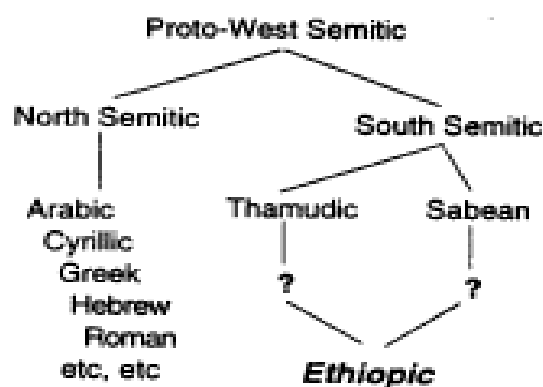 Proto-West Semitic
North Semitic
South Semitic
Arabic
Cyrillic
Greek
Hebrew
Roman
etc, etc
Thamudic
Sabean
?
?
Ethiopic